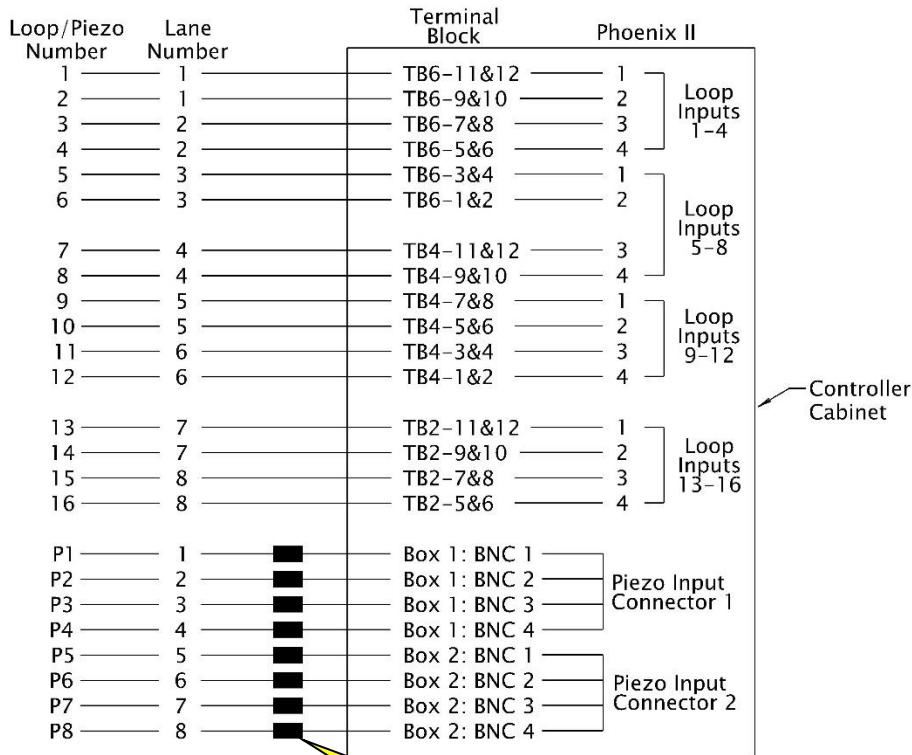 Loop/Piezo Number Lane Number Terminal Block Phoenix II
1 1 TB6-11&12 1
2 1 TB6-9&10 2
3 2 TB6-7&8 3
4 2 TB6-5&6 4
Loop Inputs 1-4
5 3 TB6-3&4 1
6 3 TB6-1&2 2
7 4 TB4-11&12 3
8 4 TB4-9&10 4
Loop Inputs 5-8
9 5 TB4-7&8 1
10 5 TB4-5&6 2
11 6 TB4-3&4 3
12 6 TB4-1&2 4
Loop Inputs 9-12
Controller Cabinet
13 7 TB2-11&12 1
14 7 TB2-9&10 2
15 8 TB2-7&8 3
16 8 TB2-5&6 4
Loop Inputs 13-16
P1 1 Box 1: BNC 1
P2 2 Box 1: BNC 2
P3 3 Box 1: BNC 3
P4 4 Box 1: BNC 4
Piezo Input Connector 1
P5 5 Box 2: BNC 1
P6 6 Box 2: BNC 2
P7 7 Box 2: BNC 3
P8 8 Box 2: BNC 4
Piezo Input Connector 2